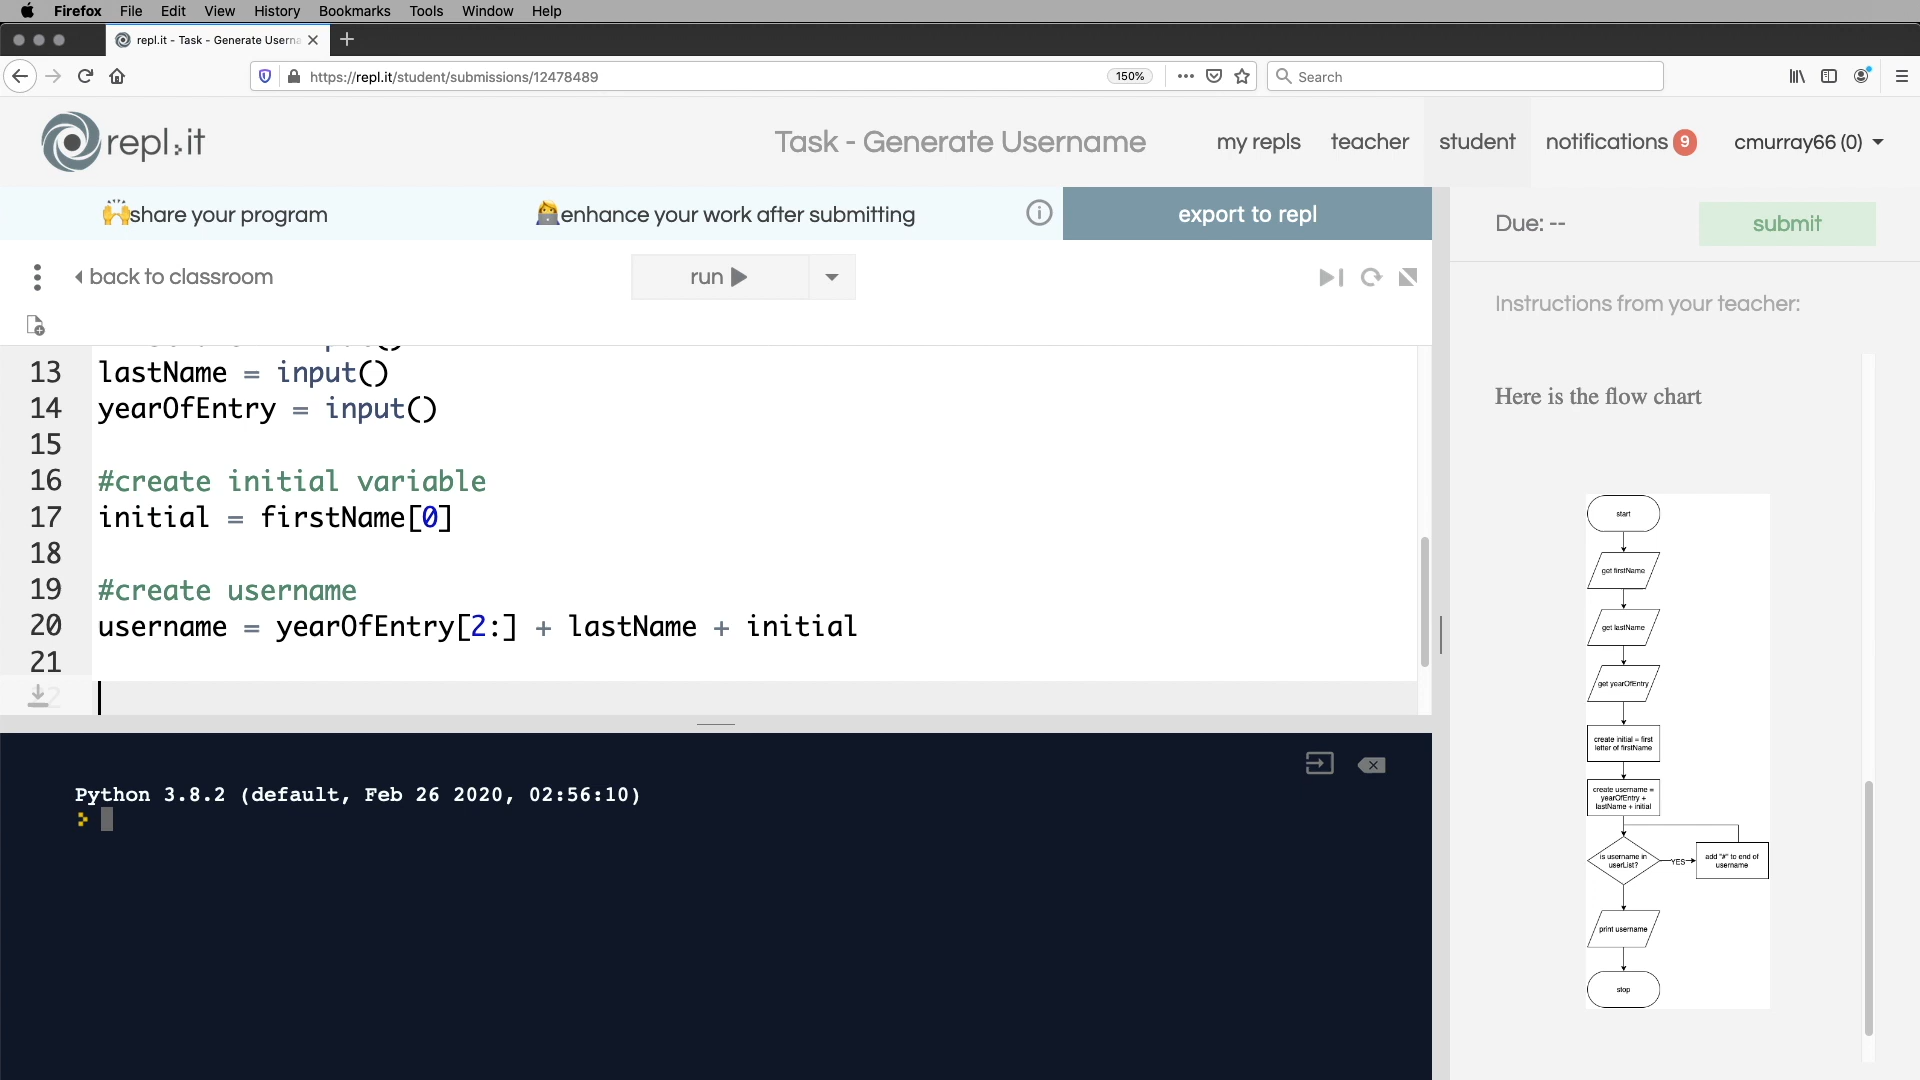 Firefox File Edit View History Bookmarks Tools Window Help
repl.it - Task - Generate Userna
https://repl.it/student/submissions/12478489 150% Search
repl.it Task - Generate Username my repls teacher student notifications 9 cmurray66 (0)
share your program enhance your work after submitting export to repl
Due: -- submit
back to classroom run
Instructions from your teacher:
13 lastName = input()
14 yearOfEntry = input()
15
16 #create initial variable
17 initial = firstName[0]
18
19 #create username
20 username = yearOfEntry[2:] + lastName + initial
21
Python 3.8.2 (default, Feb 26 2020, 02:56:10)
Here is the flow chart
start
get firstName
get lastName
get yearOfEntry
create initial = first
letter of firstName
create username =
yearOfEntry +
lastName + initial
is username in
userList?
YES
add "#" to end of
username
print username
stop